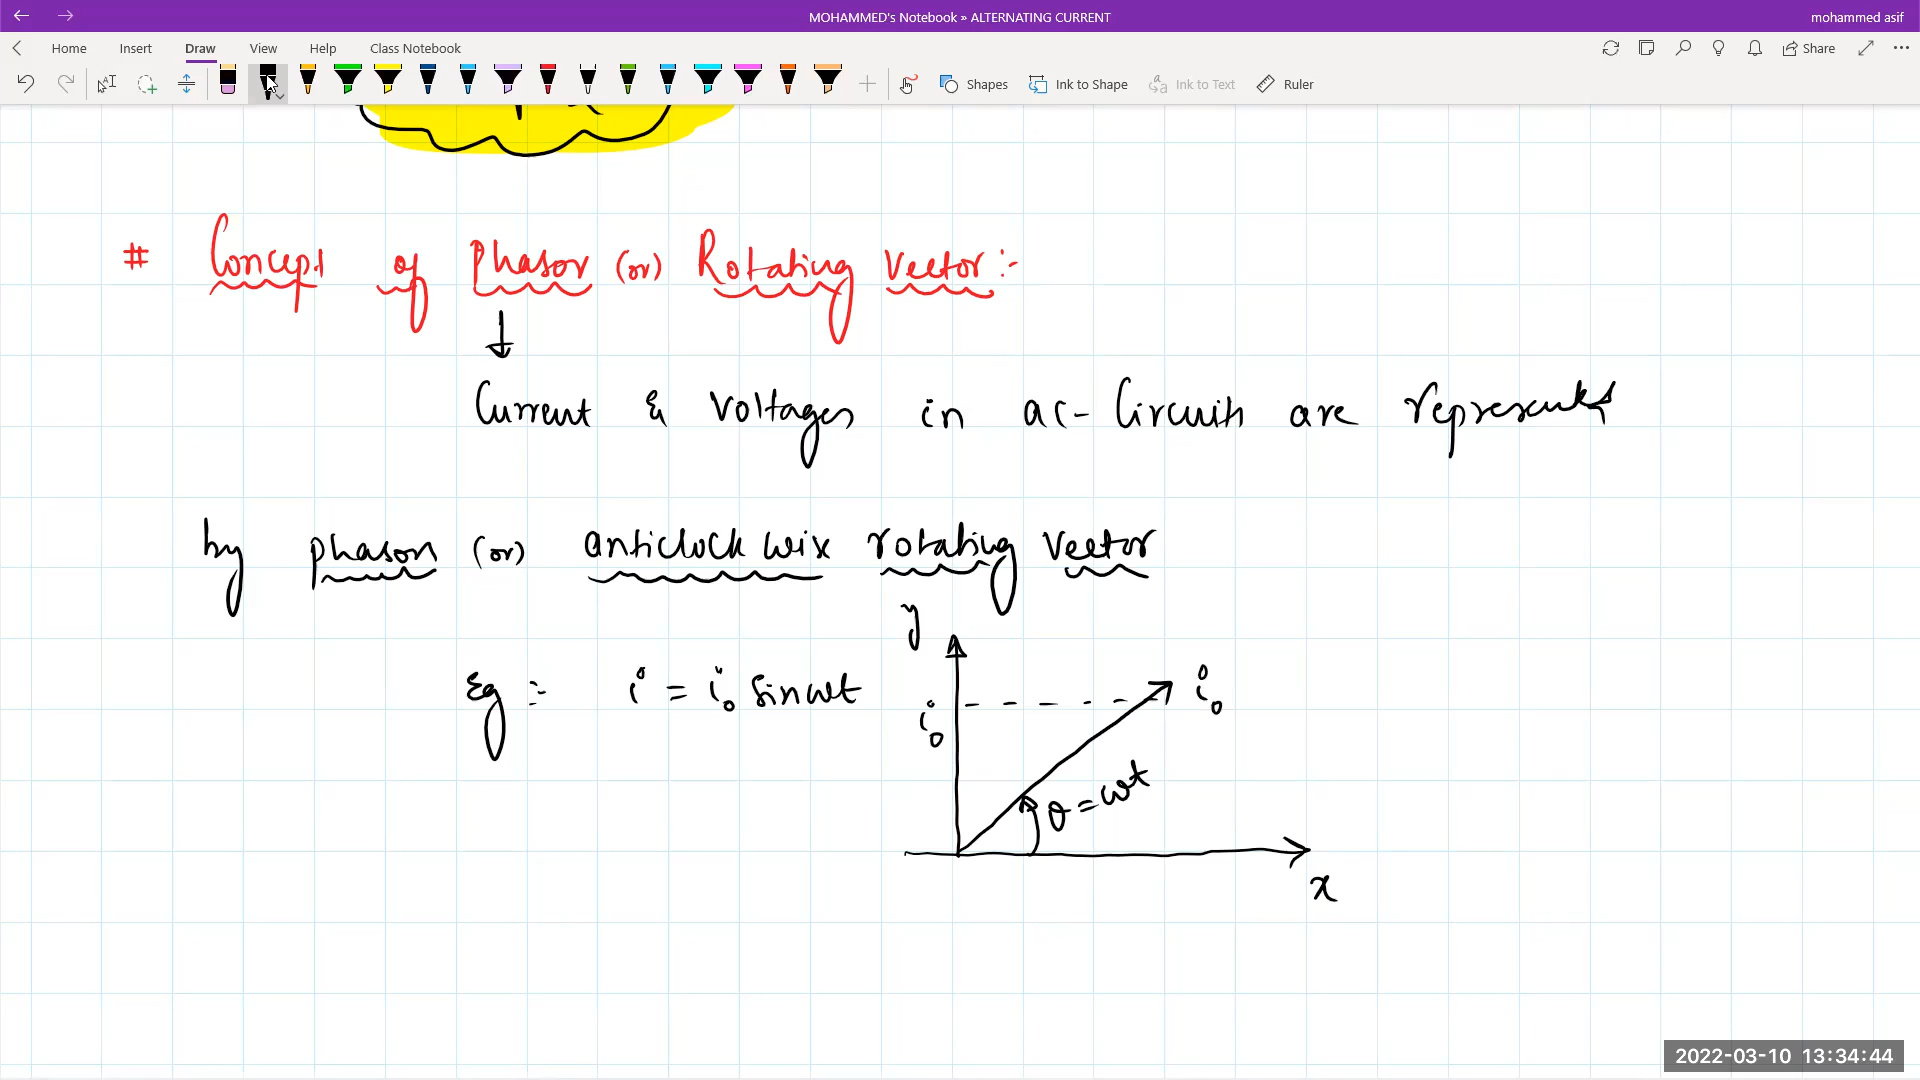 MOHAMMED's Notebook » ALTERNATING CURRENT
mohammed asif
Home Insert Draw View Help Class Notebook
Share
Shapes Ink to Shape Ink to Text Ruler
# Concept of Phasor (or) Rotating Vector :-
Current & Voltages in ac- Circuits are represents
by phason (or) anticlock wise rotating vector
y
Eg :- i = i₀ sinωt
i₀
i₀
θ = ωt
x
2022-03-10 13:34:44